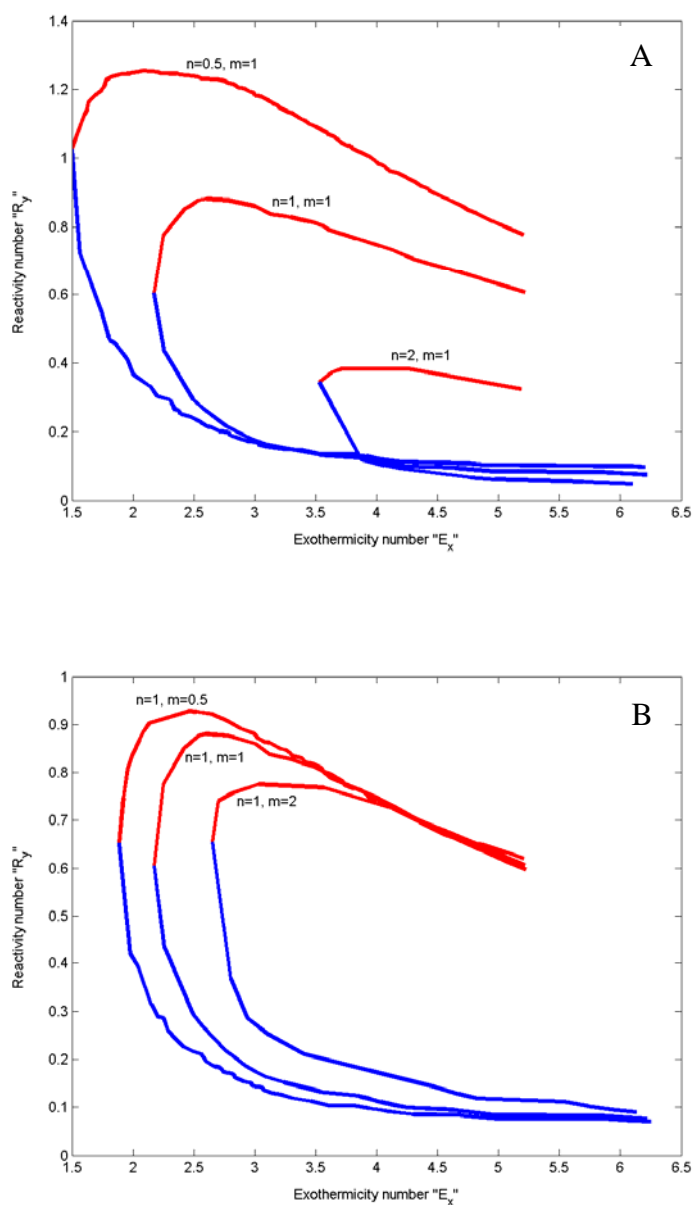 A
n=0.5, m=1
n=1, m=1
n=2, m=1
Reactivity number "R_y"
1.4
1.2
1
0.8
0.6
0.4
0.2
0
1.5 2 2.5 3 3.5 4 4.5 5 5.5 6 6.5
Exothermicity number "E_x"
B
n=1, m=0.5
n=1, m=1
n=1, m=2
Reactivity number "R_y"
1
0.9
0.8
0.7
0.6
0.5
0.4
0.3
0.2
0.1
0
1.5 2 2.5 3 3.5 4 4.5 5 5.5 6 6.5
Exothermicity number "E_x"